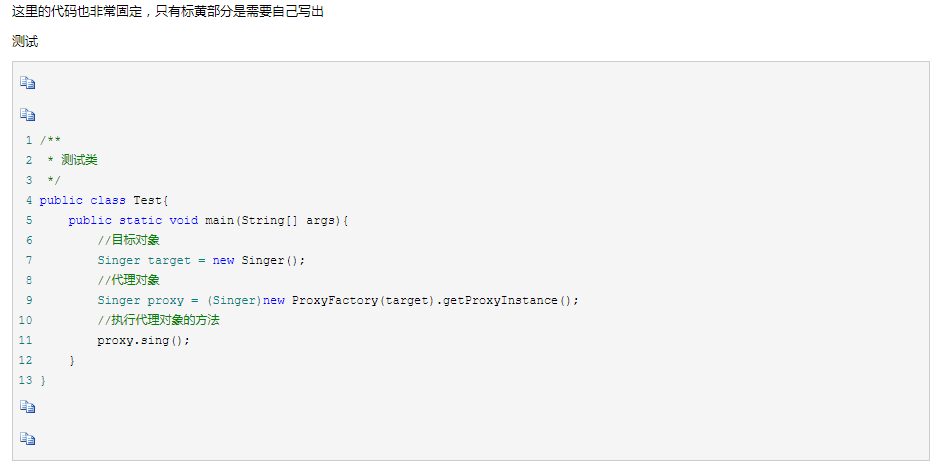 这里的代码也非常固定，只有标黄部分是需要自己写出
测试
1 /**
2  * 测试类
3  */
4 public class Test{
5     public static void main(String[] args){
6         //目标对象
7         Singer target = new Singer();
8         //代理对象
9         Singer proxy = (Singer)new ProxyFactory(target).getProxyInstance();
10         //执行代理对象的方法
11         proxy.sing();
12     }
13 }